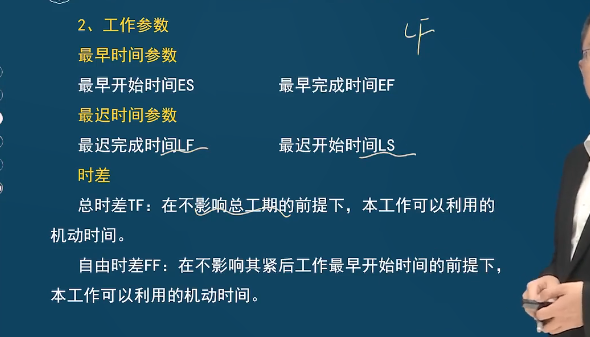 2、工作参数
LF
最早时间参数
最早开始时间ES 最早完成时间EF
最迟时间参数
最迟完成时间LF 最迟开始时间LS
时差
总时差TF：在不影响总工期的前提下，本工作可以利用的
机动时间。
自由时差FF：在不影响其紧后工作最早开始时间的前提下，
本工作可以利用的机动时间。